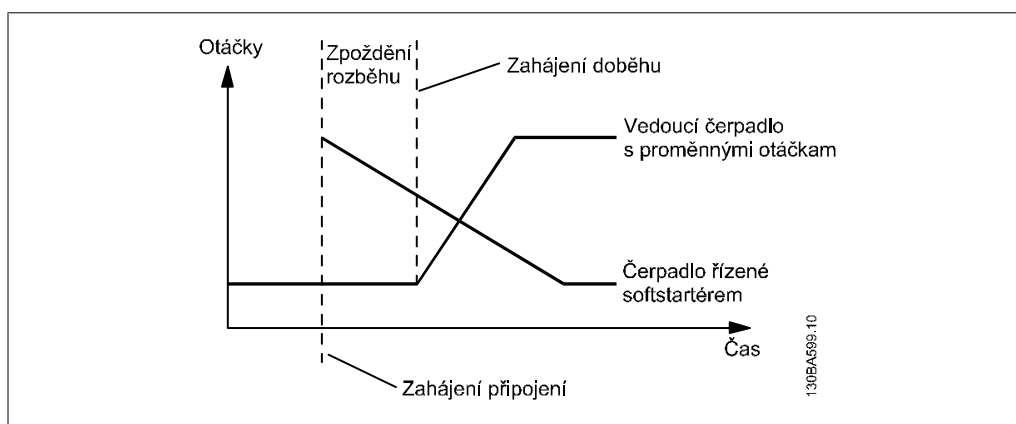 Otáčky
Zpoždění
rozběhu
Zahájení doběhu
Vedoucí čerpadlo
s proměnnými otáčkam
Čerpadlo řízené
softstartérem
Čas
Zahájení připojení
130BA599.10